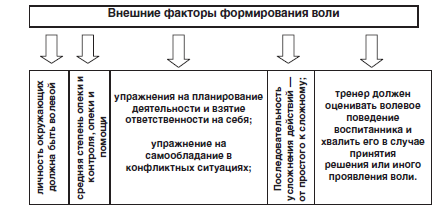 Внешние факторы формирования воли
личность окружающих
должна быть волевой
средняя степень опеки и
контроля, опеки и
помощи
упражнения на планирование
деятельности и взятие
ответственности на себя;
упражнение на
самообладание в
конфликтных ситуациях;
Последовательность
усложнения действий —
от простого к сложному;
тренер должен
оценивать волевое
поведение
воспитанника и
хвалить его в случае
принятия
решения или иного
проявления воли.